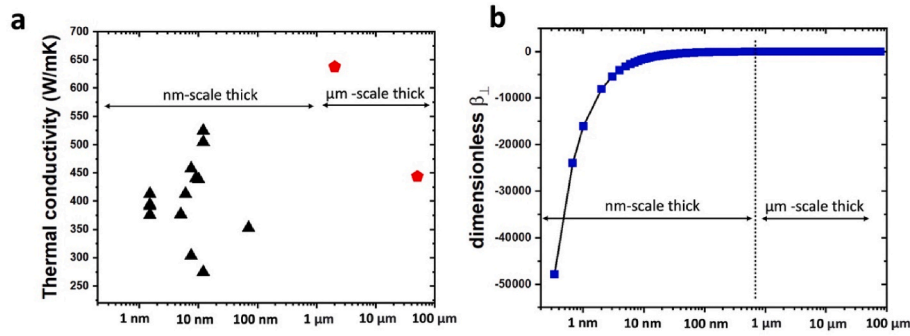 a
Thermal conductivity (W/mK)
700
650
600
550
500
450
400
350
300
250
nm-scale thick
μm -scale thick
1 nm
10 nm
100 nm
1 μm
10 μm
100 μm
b
dimensionless β⊥
0
-10000
-20000
-30000
-40000
-50000
nm-scale thick
μm -scale thick
1 nm
10 nm
100 nm
1 μm
10 μm
100 μm